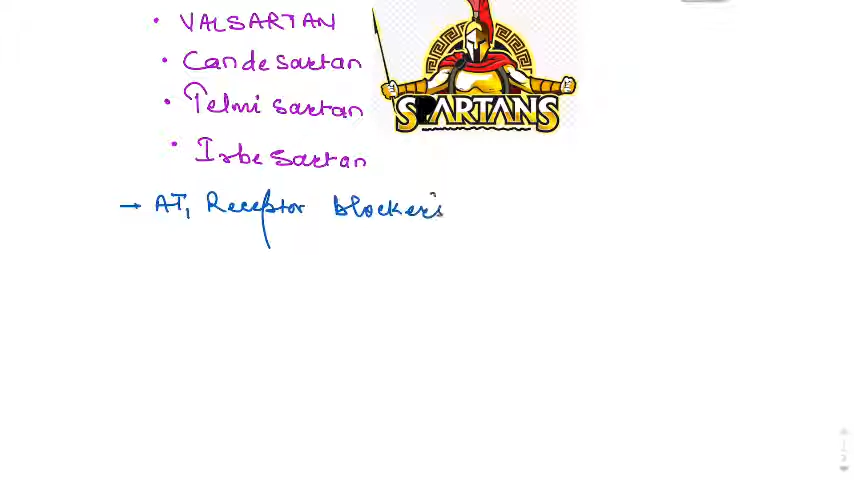 • VALSARTAN
• Candesartan
• Telmisartan
• Irbesartan
SPARTANS
→ AT₁ Receptor blockers